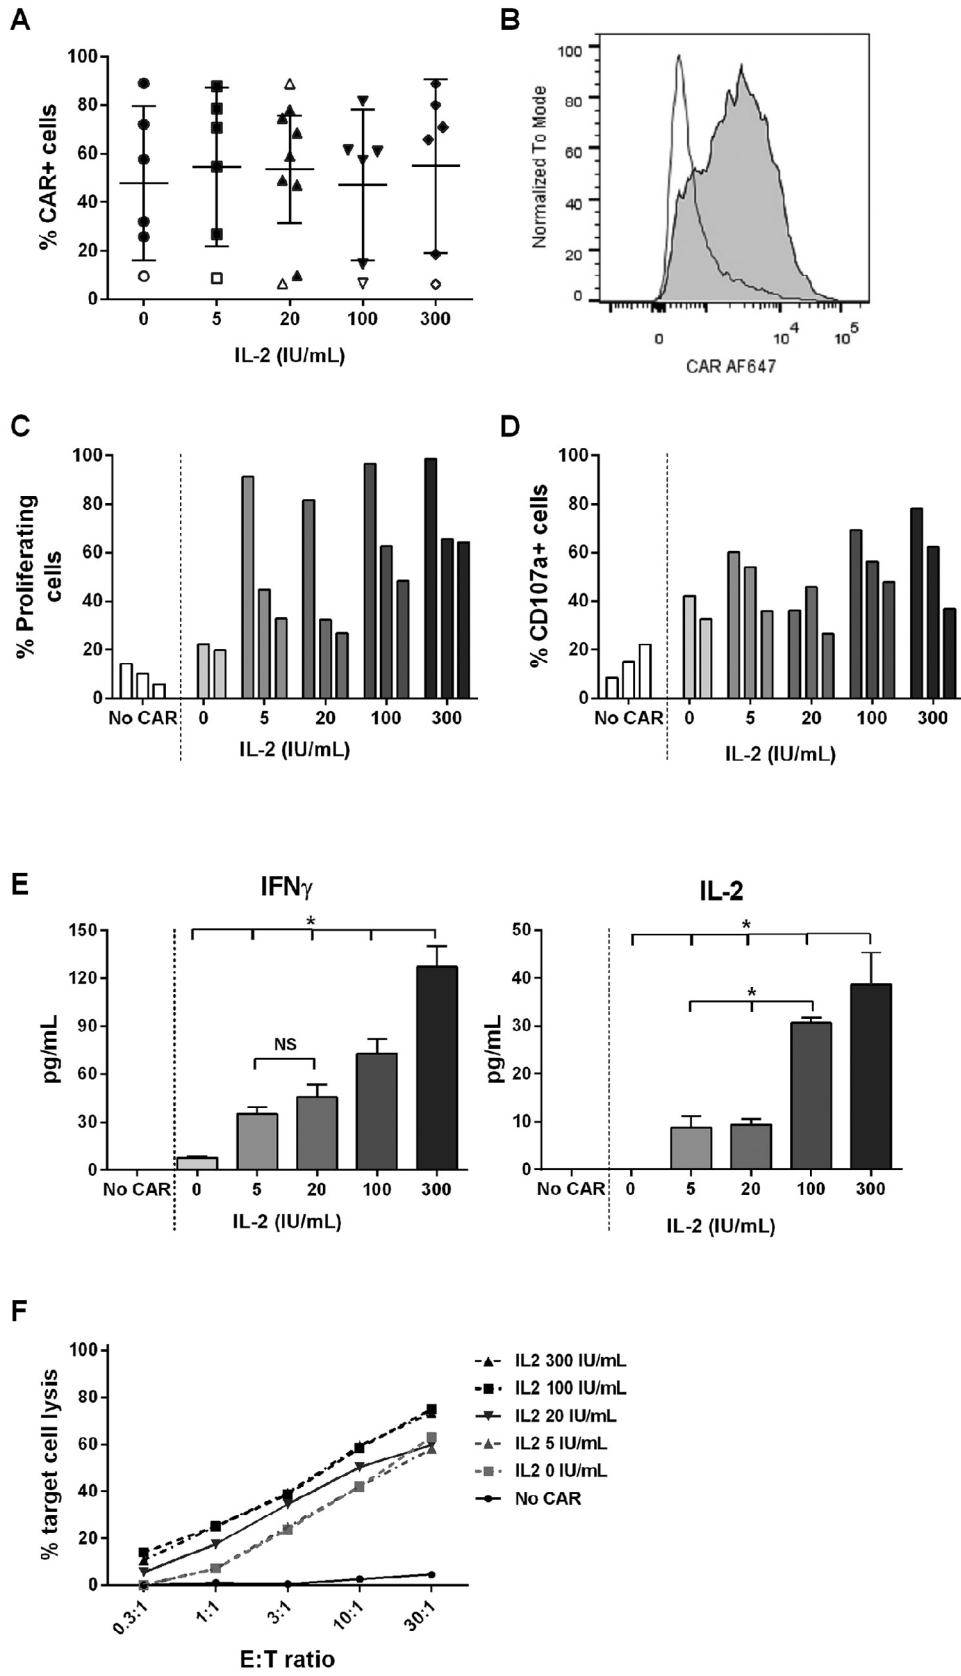 A
100
80
60
40
20
0
% CAR+ cells
0 5 20 100 300
IL-2 (IU/mL)
B
100
80
60
40
20
0
Normalized To Mode
0 10^4 10^5
CAR AF647
C
100
80
60
40
20
0
% Proliferating
cells
No CAR 0 5 20 100 300
IL-2 (IU/mL)
D
100
80
60
40
20
0
% CD107a+ cells
No CAR 0 5 20 100 300
IL-2 (IU/mL)
E
IFNγ
150
120
90
60
30
0
pg/mL
*
NS
No CAR 0 5 20 100 300
IL-2 (IU/mL)
IL-2
50
40
30
20
10
0
pg/mL
*
*
No CAR 0 5 20 100 300
IL-2 (IU/mL)
F
100
80
60
40
20
0
% target cell lysis
0.3:1 1:1 3:1 10:1 30:1
E:T ratio
IL2 300 IU/mL
IL2 100 IU/mL
IL2 20 IU/mL
IL2 5 IU/mL
IL2 0 IU/mL
No CAR